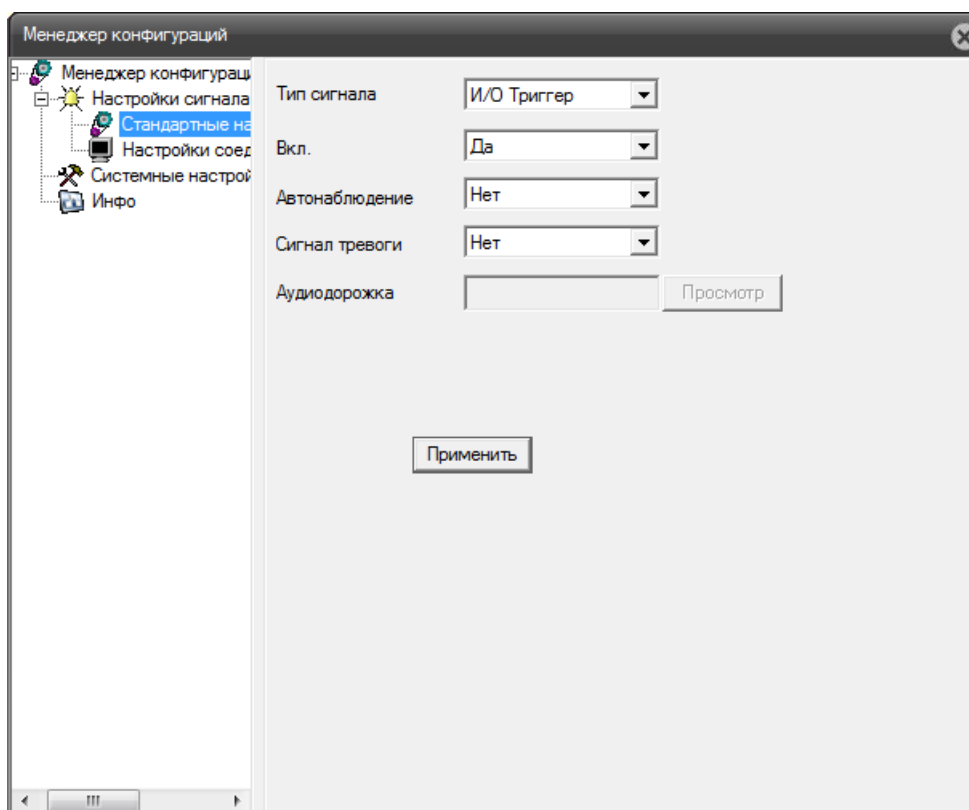 Менеджер конфигураций
Менеджер конфигураци
Настройки сигнала
Стандартные на
Настройки соед
Системные настрой
Инфо
Тип сигнала И/О Триггер
Вкл. Да
Автонаблюдение Нет
Сигнал тревоги Нет
Аудиодорожка Просмотр
Применить